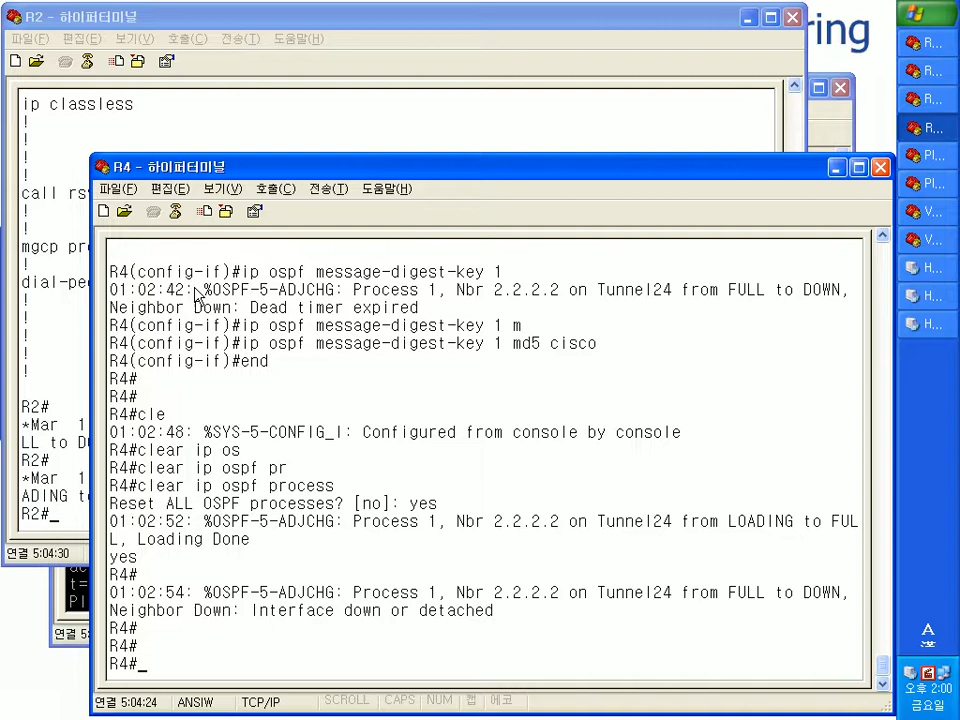 R2 - 하이퍼터미널
ring
파일(F) 편집(E) 보기(V) 호출(C) 전송(T) 도움말(H)
ip classless
!
!
!
!
call rs
!
!
mgcp pr
!
dial-pe
!
!
!
!
!
R2#
*Mar 1
LL to D
R2#
*Mar 1
ADING t
R2#_
연결 5:04:30
R4 - 하이퍼터미널
파일(F) 편집(E) 보기(V) 호출(C) 전송(T) 도움말(H)
R4(config-if)#ip ospf message-digest-key 1
01:02:42: %OSPF-5-ADJCHG: Process 1, Nbr 2.2.2.2 on Tunnel24 from FULL to DOWN,
Neighbor Down: Dead timer expired
R4(config-if)#ip ospf message-digest-key 1 m
R4(config-if)#ip ospf message-digest-key 1 md5 cisco
R4(config-if)#end
R4#
R4#
R4#cle
01:02:48: %SYS-5-CONFIG_I: Configured from console by console
R4#clear ip os
R4#clear ip ospf pr
R4#clear ip ospf process
Reset ALL OSPF processes? [no]: yes
01:02:52: %OSPF-5-ADJCHG: Process 1, Nbr 2.2.2.2 on Tunnel24 from LOADING to FUL
L, Loading Done
yes
R4#
01:02:54: %OSPF-5-ADJCHG: Process 1, Nbr 2.2.2.2 on Tunnel24 from FULL to DOWN,
Neighbor Down: Interface down or detached
R4#
R4#
R4#_
연결 5:04:24 ANSIW TCP/IP SCROLL CAPS NUM 캡 에코
t=
Pl
연결 5:
R...
R...
R...
R...
Pl...
Pl...
V...
V...
H...
H...
H...
A
漢
오후 2:00
금요일